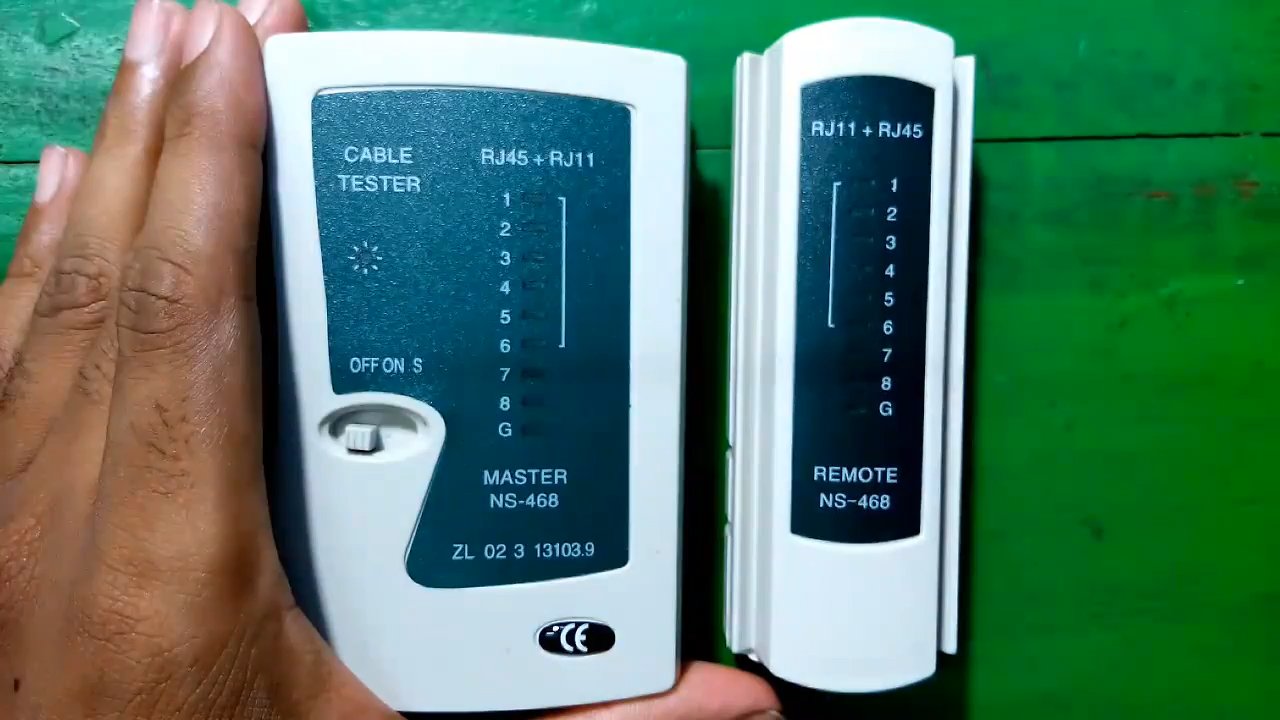 CABLE
TESTER
RJ45 + RJ11
1
2
3
4
5
6
7
8
G
OFF ON S
MASTER
NS-468
ZL 02 3 13103.9
CE
RJ11 + RJ45
1
2
3
4
5
6
7
8
G
REMOTE
NS-468